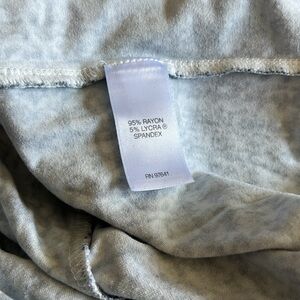 95% RAYON
5% LYCRA ®
SPANDEX
RN 97641